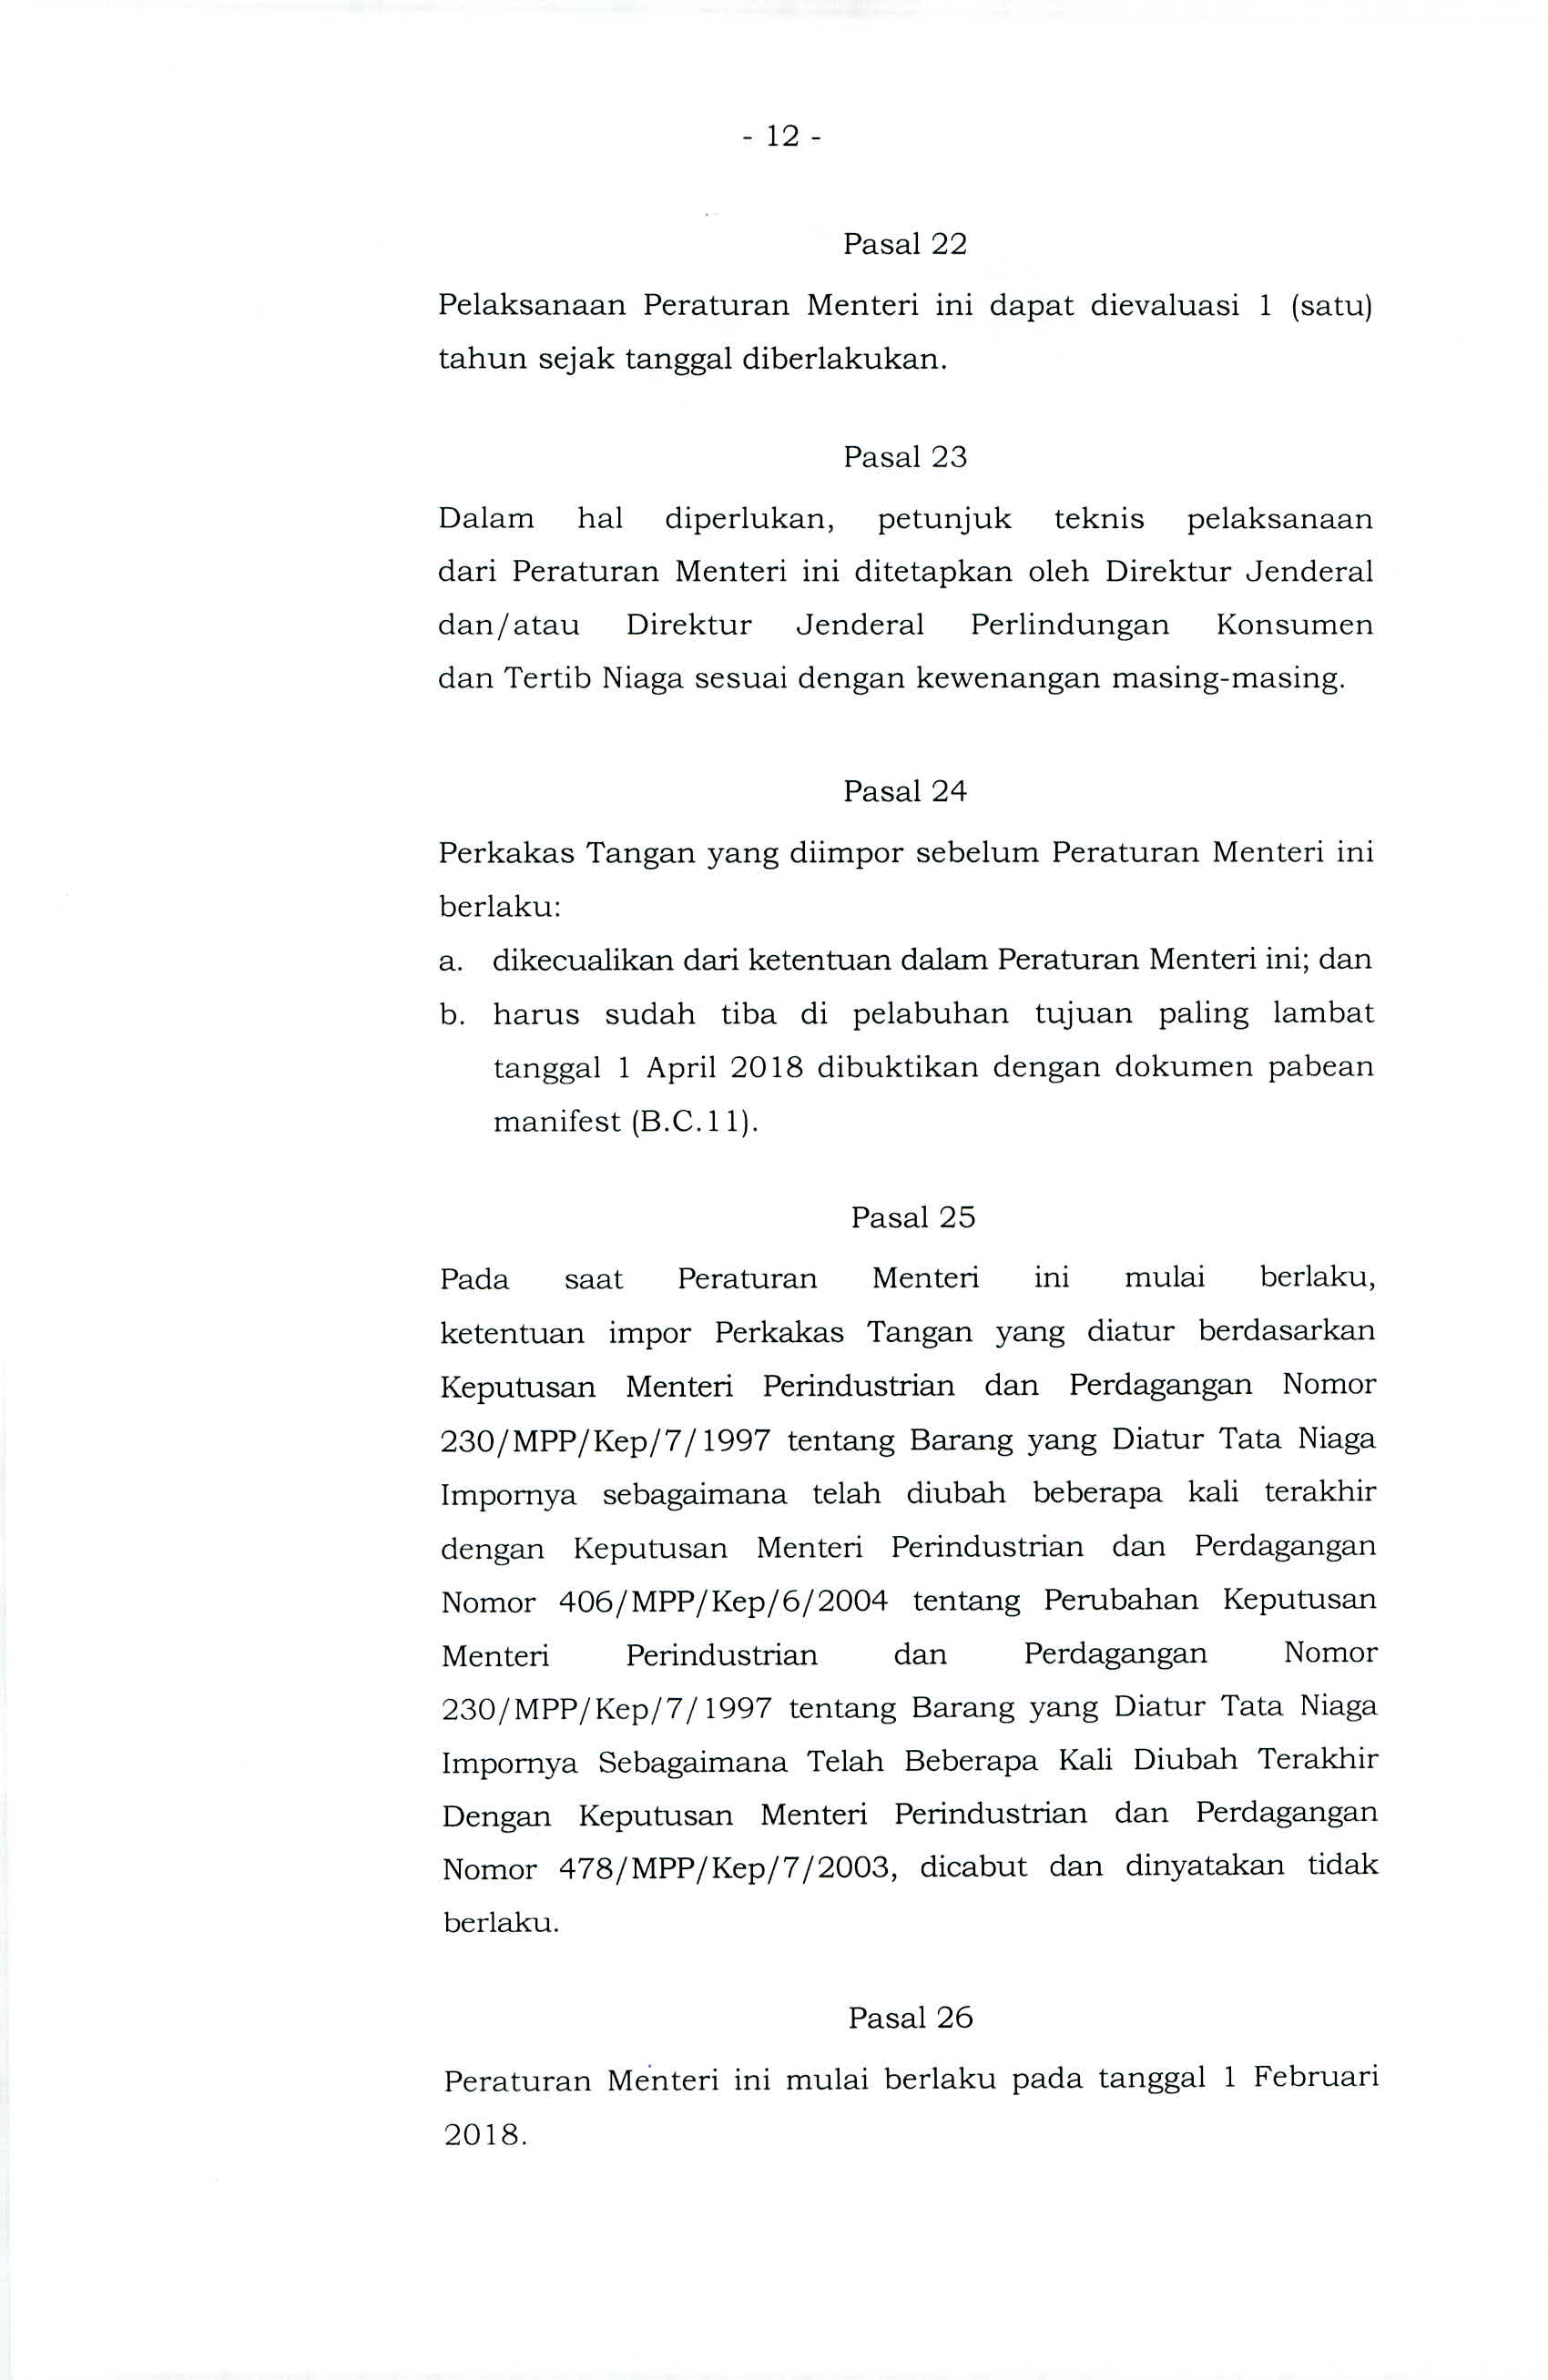 - 12 -
Pasal 22
Pelaksanaan Peraturan Menteri ini dapat dievaluasi 1 (satu)
tahun sejak tanggal diberlakukan.
Pasal 23
Dalam hal diperlukan, petunjuk teknis pelaksanaan
dari Peraturan Menteri ini ditetapkan oleh Direktur Jenderal
dan/atau Direktur Jenderal Perlindungan Konsumen
dan Tertib Niaga sesuai dengan kewenangan masing-masing.
Pasal 24
Perkakas Tangan yang diimpor sebelum Peraturan Menteri ini
berlaku:
a. dikecualikan dari ketentuan dalam Peraturan Menteri ini; dan
b. harus sudah tiba di pelabuhan tujuan paling lambat
tanggal 1 April 2018 dibuktikan dengan dokumen pabean
manifest (B.C.11).
Pasal 25
Pada saat Peraturan Menteri ini mulai berlaku,
ketentuan impor Perkakas Tangan yang diatur berdasarkan
Keputusan Menteri Perindustrian dan Perdagangan Nomor
230/MPP/Kep/7/1997 tentang Barang yang Diatur Tata Niaga
Impornya sebagaimana telah diubah beberapa kali terakhir
dengan Keputusan Menteri Perindustrian dan Perdagangan
Nomor 406/MPP/Kep/6/2004 tentang Perubahan Keputusan
Menteri Perindustrian dan Perdagangan Nomor
230/MPP/Kep/7/1997 tentang Barang yang Diatur Tata Niaga
Impornya Sebagaimana Telah Beberapa Kali Diubah Terakhir
Dengan Keputusan Menteri Perindustrian dan Perdagangan
Nomor 478/MPP/Kep/7/2003, dicabut dan dinyatakan tidak
berlaku.
Pasal 26
Peraturan Menteri ini mulai berlaku pada tanggal 1 Februari
2018.